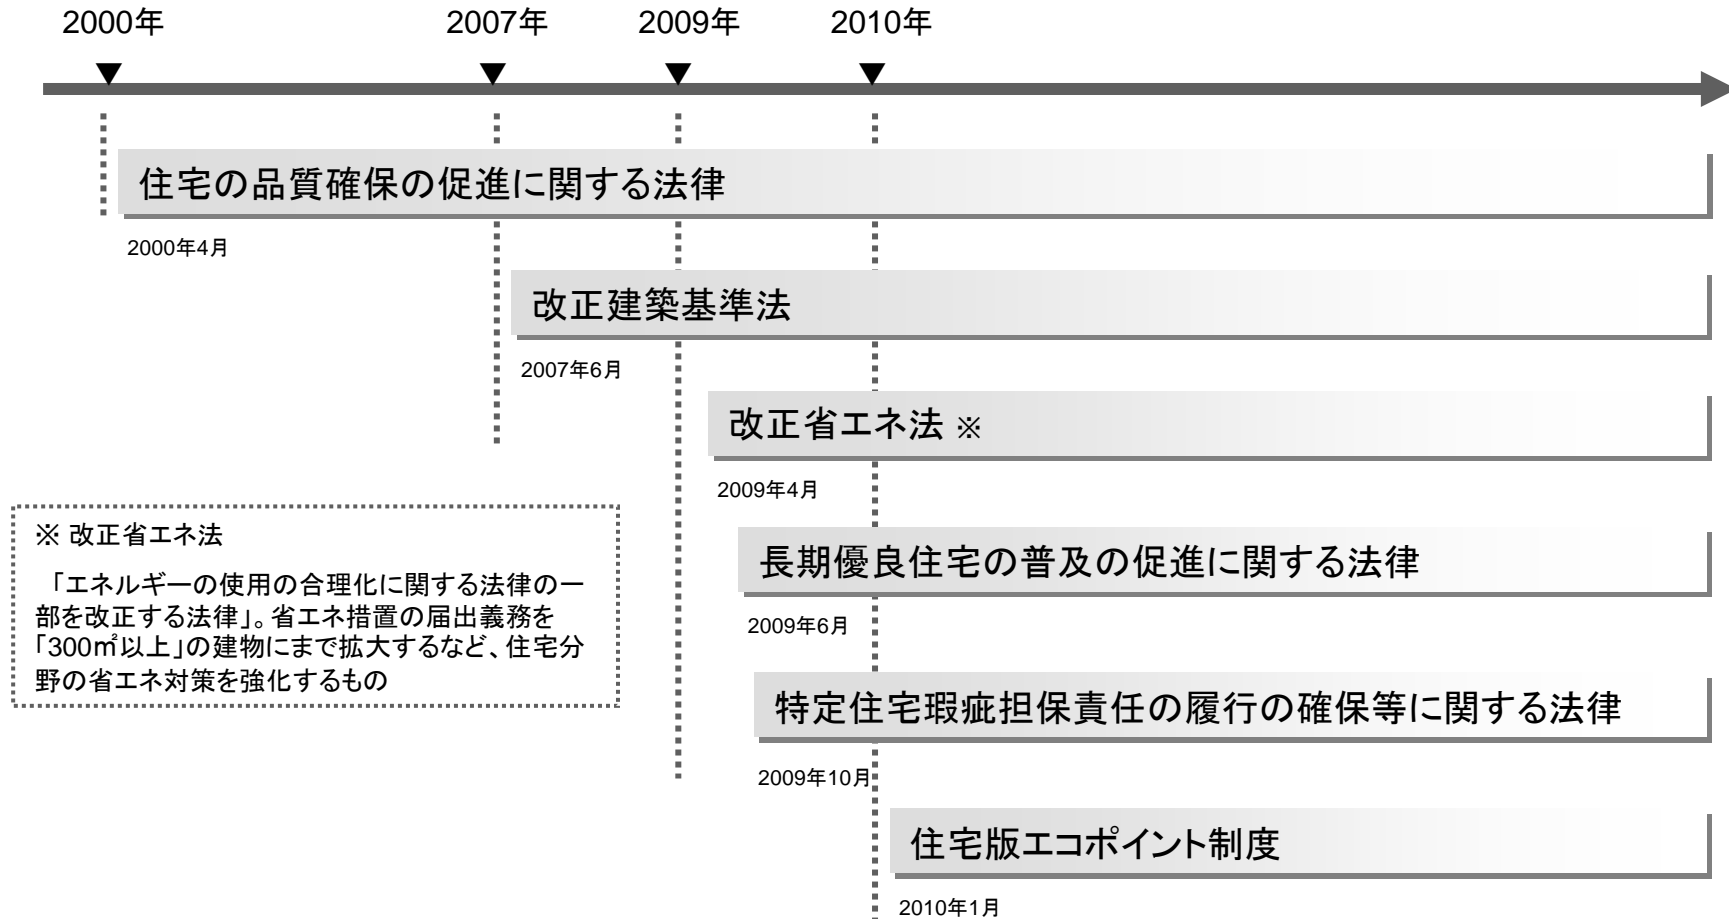 2000年
2007年
2009年
2010年
住宅の品質確保の促進に関する法律
2000年4月
改正建築基準法
2007年6月
改正省エネ法 ※
2009年4月
長期優良住宅の普及の促進に関する法律
2009年6月
特定住宅瑕疵担保責任の履行の確保等に関する法律
2009年10月
住宅版エコポイント制度
2010年1月
※ 改正省エネ法
「エネルギーの使用の合理化に関する法律の一
部を改正する法律」。省エネ措置の届出義務を
「300㎡以上」の建物にまで拡大するなど、住宅分
野の省エネ対策を強化するもの